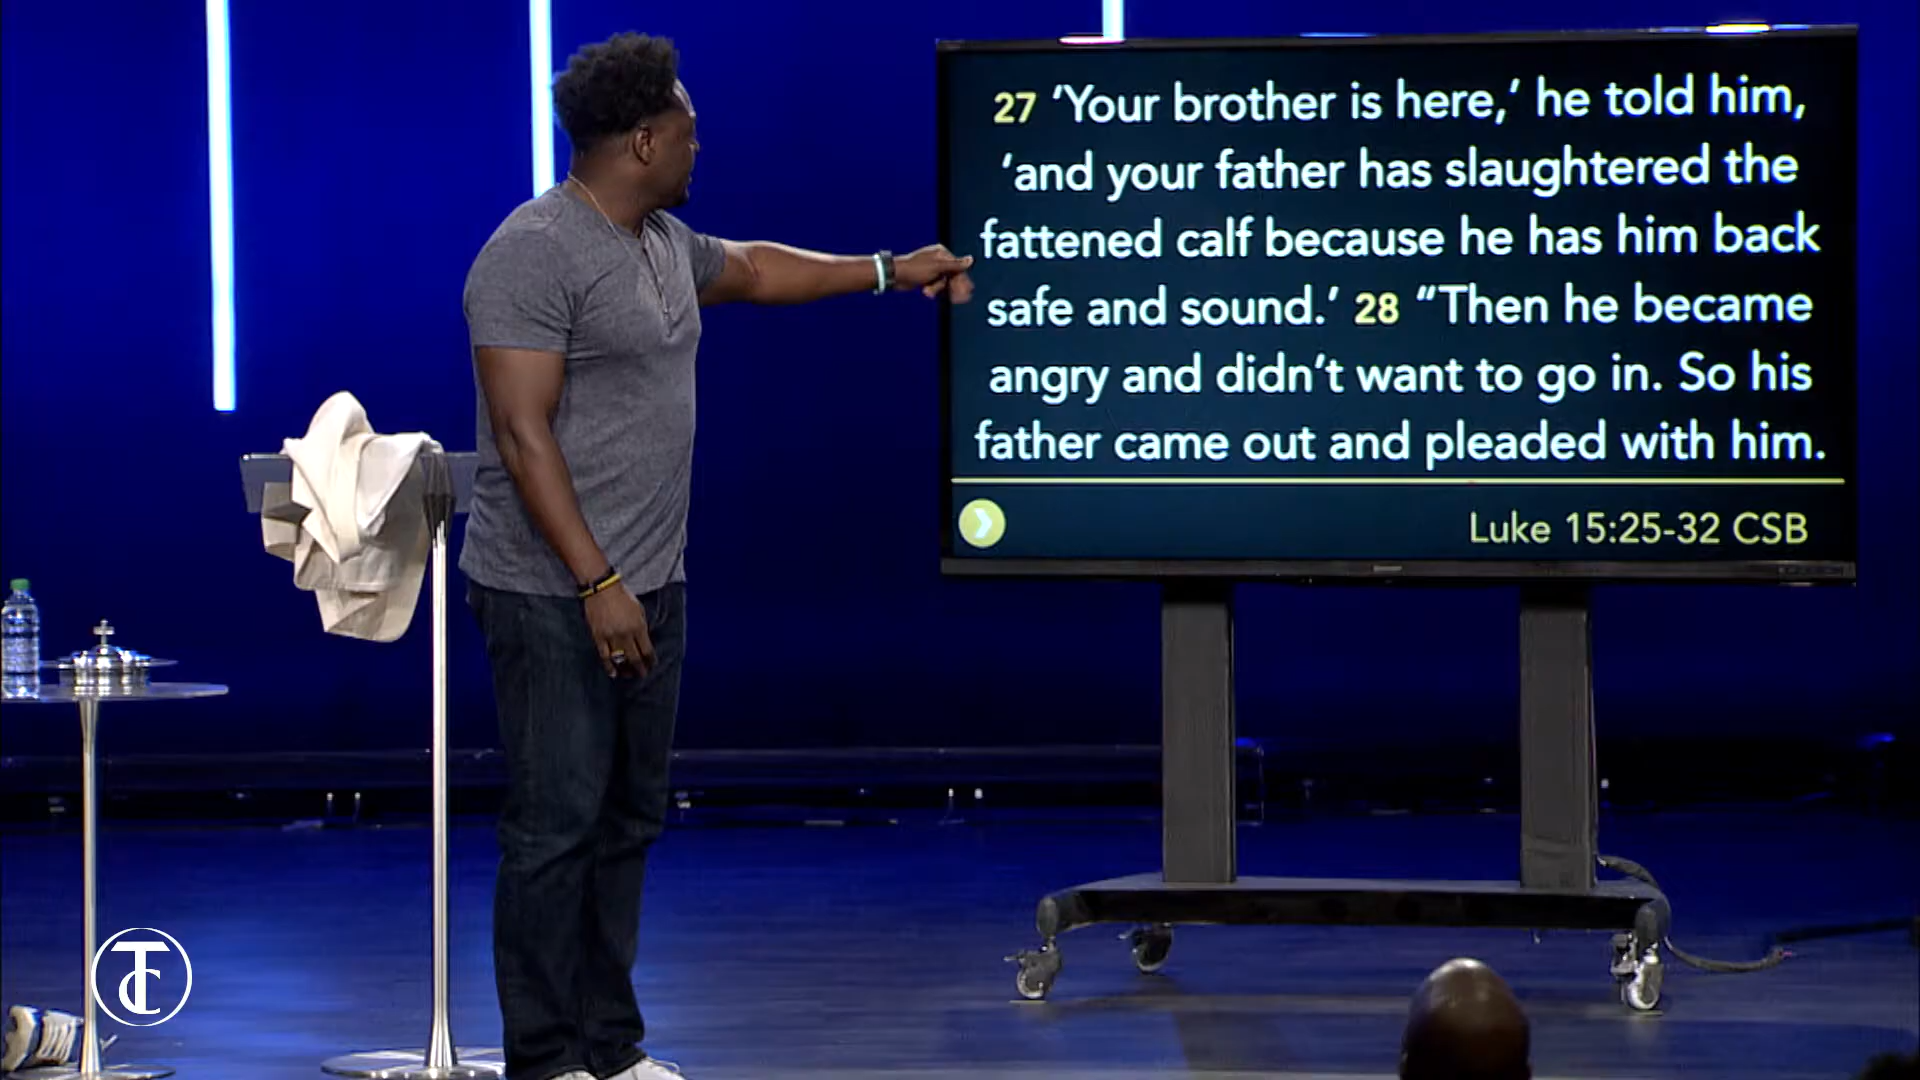 27 ‘Your brother is here,’ he told him,
‘and your father has slaughtered the
fattened calf because he has him back
safe and sound.’ 28 “Then he became
angry and didn’t want to go in. So his
father came out and pleaded with him.
Luke 15:25-32 CSB
TC